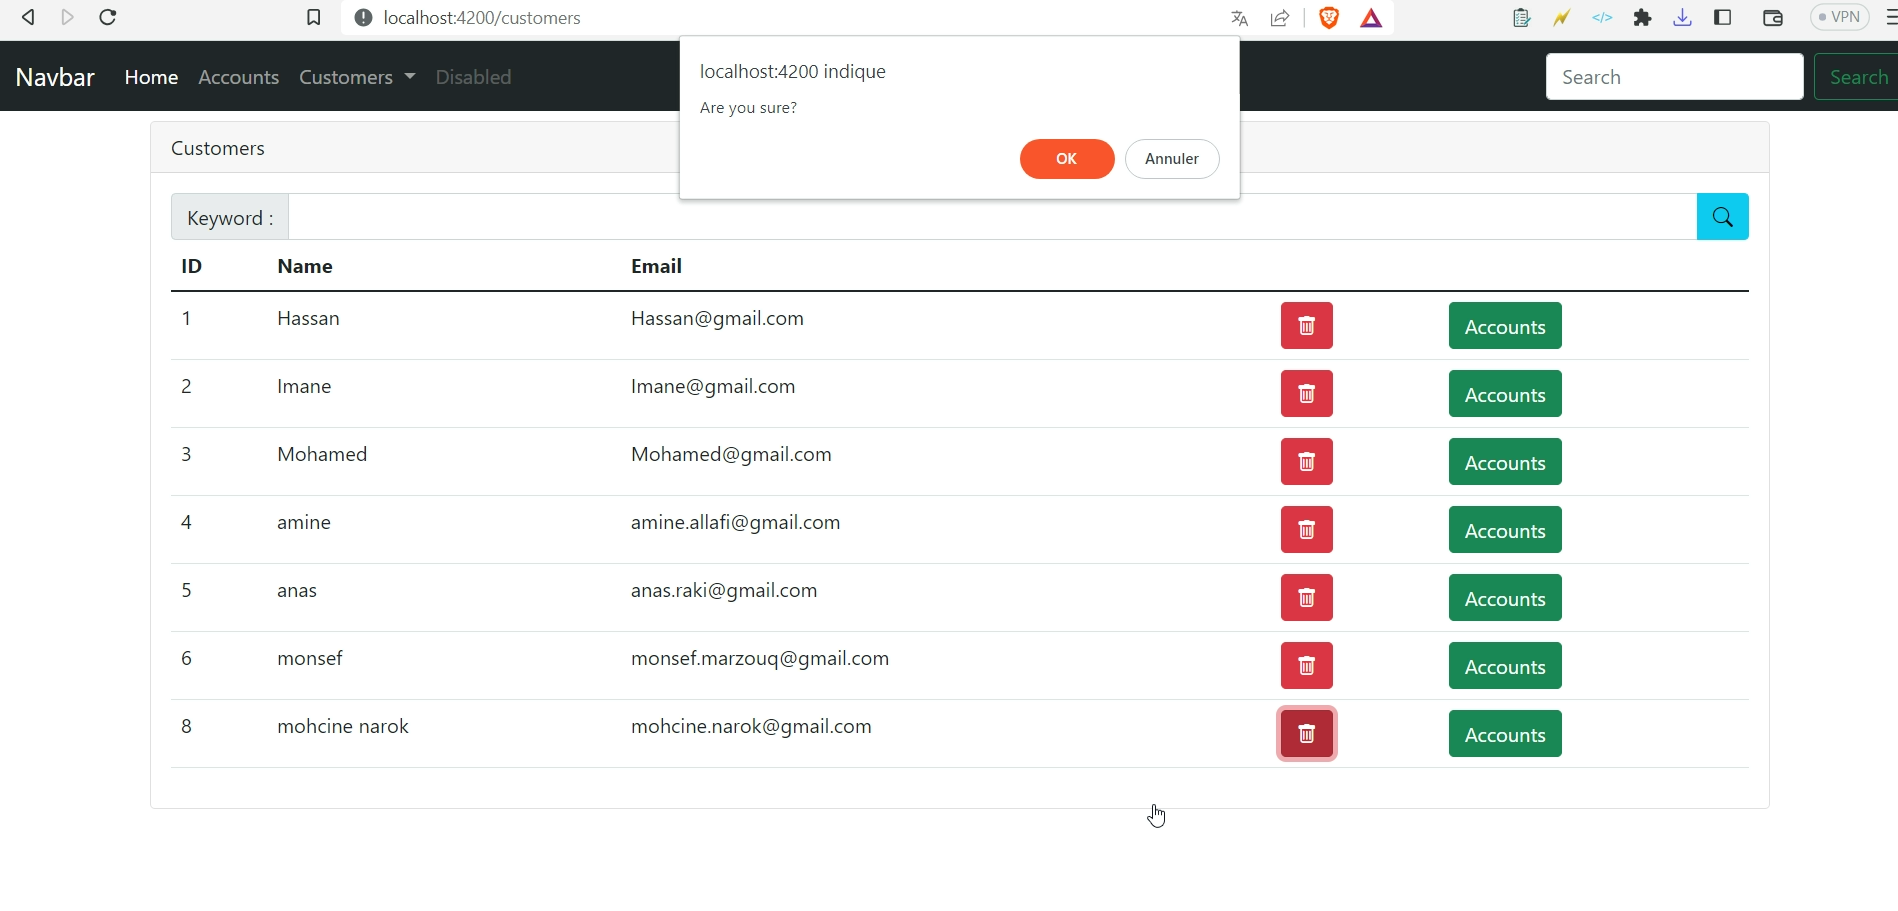 localhost:4200/customers
VPN
Navbar Home Accounts Customers Disabled
Search Search
localhost:4200 indique
Are you sure?
OK Annuler
Customers
Keyword :
ID Name Email
1 Hassan Hassan@gmail.com Accounts
2 Imane Imane@gmail.com Accounts
3 Mohamed Mohamed@gmail.com Accounts
4 amine amine.allafi@gmail.com Accounts
5 anas anas.raki@gmail.com Accounts
6 monsef monsef.marzouq@gmail.com Accounts
8 mohcine narok mohcine.narok@gmail.com Accounts